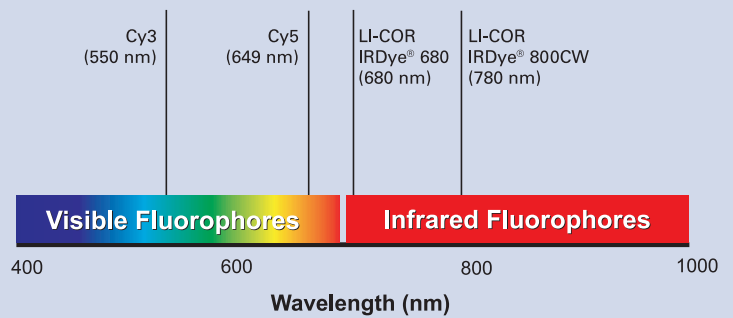 Cy3
(550 nm)
Cy5
(649 nm)
LI-COR
IRDye® 680
(680 nm)
LI-COR
IRDye® 800CW
(780 nm)
Visible Fluorophores
Infrared Fluorophores
400
600
800
1000
Wavelength (nm)